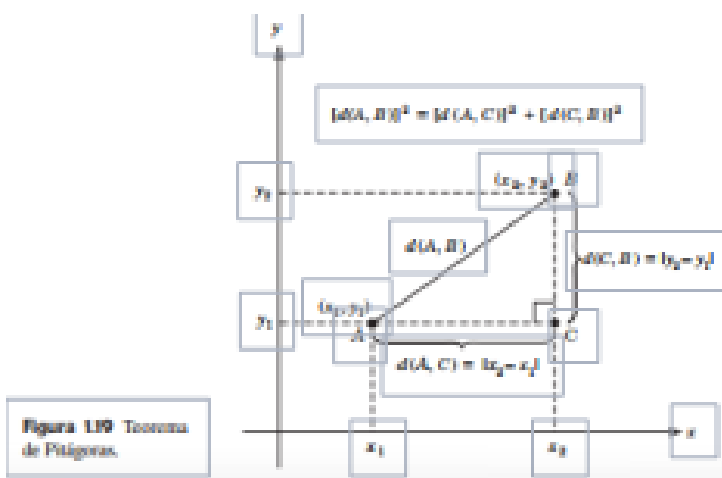 y
[d(A, B)]² = [d(A, C)]² + [d(C, B)]²
y₂
(x₂, y₂) B
d(A, B)
d(C, B) = |y₂ – y₁|
(x₁, y₁)
y₁
A
C
d(A, C) = |x₂ – x₁|
Figura 1.19 Teorema
de Pitágoras.
x₁
x₂
x